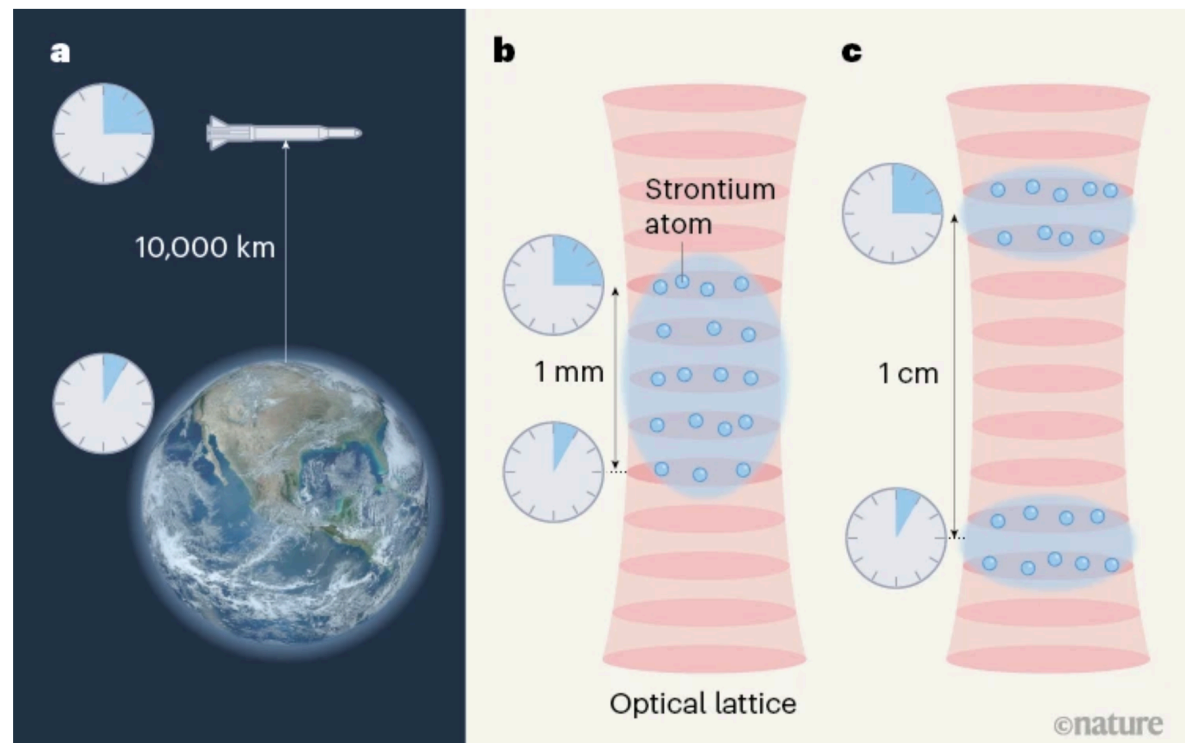 a
10,000 km
b
Strontium
atom
1 mm
Optical lattice
c
1 cm
©nature